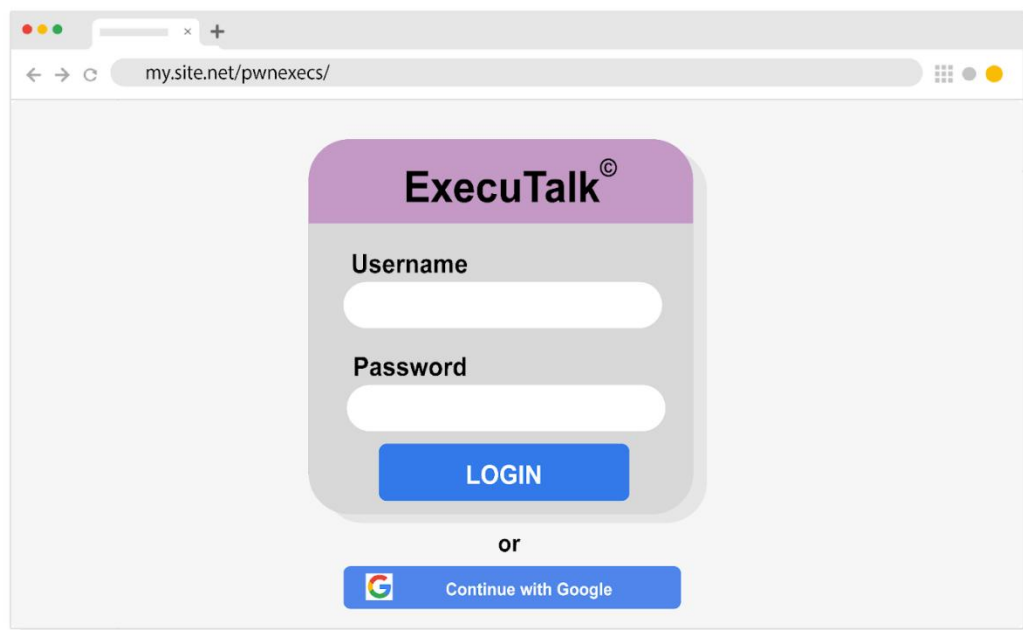 my.site.net/pwnexecs/
ExecuTalk©
Username
Password
LOGIN
or
Continue with Google